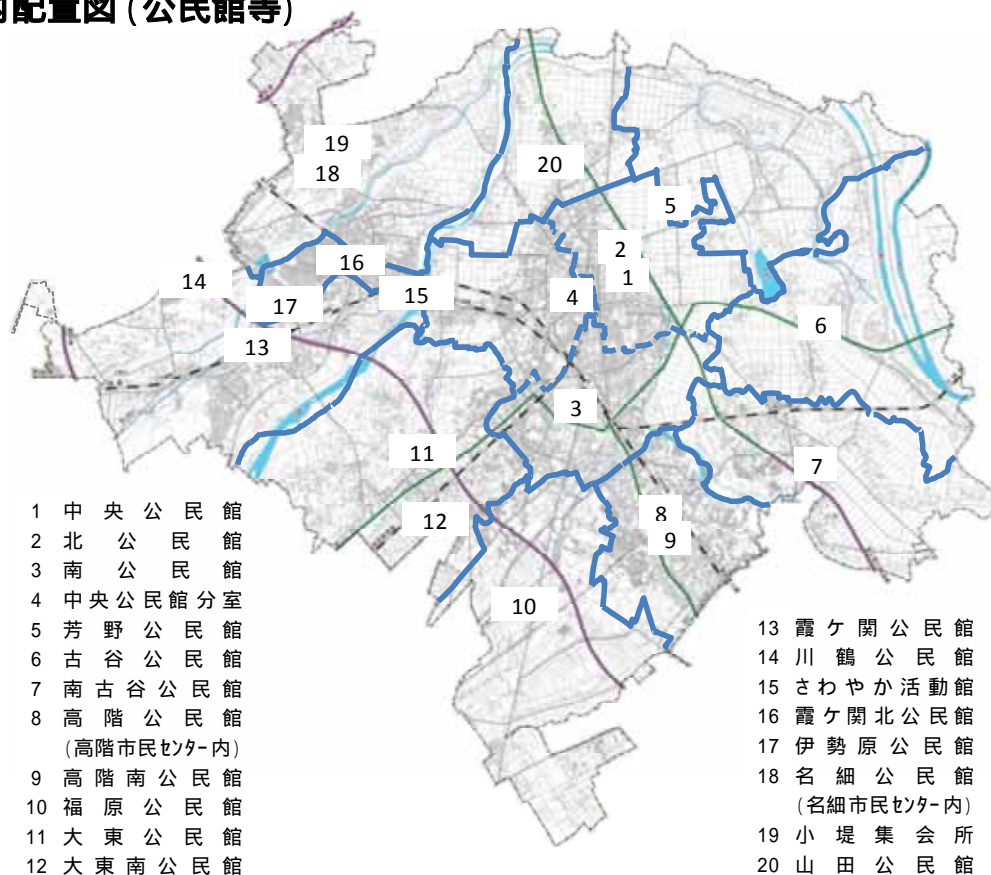 内配置図(公民館等)
19
18
20
5
2
1
16
14
15
4
17
13
6
3
11
7
12
8
9
10
1 中央公民館
2 北公民館
3 南公民館
4 中央公民館分室
5 芳野公民館
6 古谷公民館
7 南古谷公民館
8 高階公民館
(高階市民センター内)
9 高階南公民館
10 福原公民館
11 大東公民館
12 大東南公民館
13 霞ケ関公民館
14 川鶴公民館
15 さわやか活動館
16 霞ケ関北公民館
17 伊勢原公民館
18 名細公民館
(名細市民センター内)
19 小堤集会所
20 山田公民館